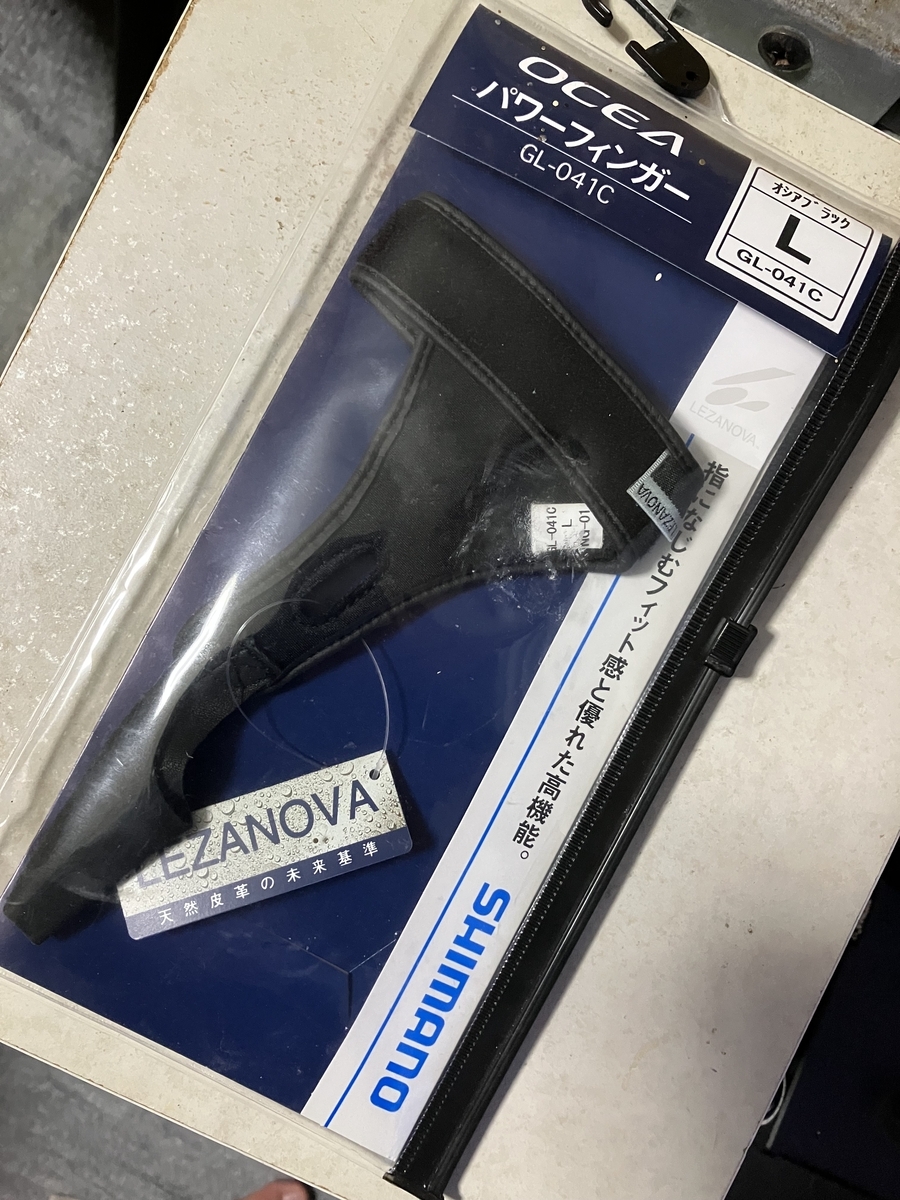 OCEA
パワーフィンガー
GL-041C
オシアブラック
L
GL-041C
LEZANOVA
指になじむフィット感と優れた高機能。
LEZANOVA
GL-041C
L
LEZANOVA
天然皮革の未来基準
SHIMANO